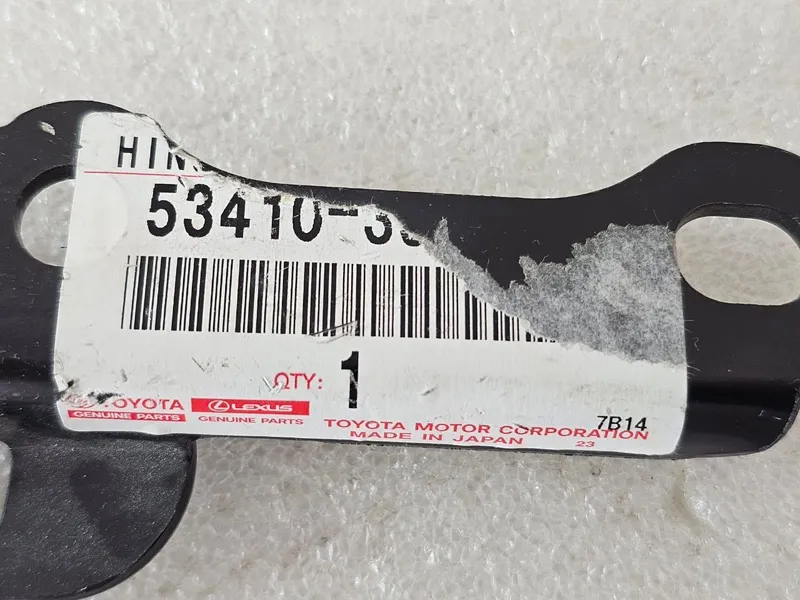 HIN
53410-3
QTY: 1
TOYOTA LEXUS
GENUINE PARTS GENUINE PARTS
TOYOTA MOTOR CORPORATION 7B14
MADE IN JAPAN 23